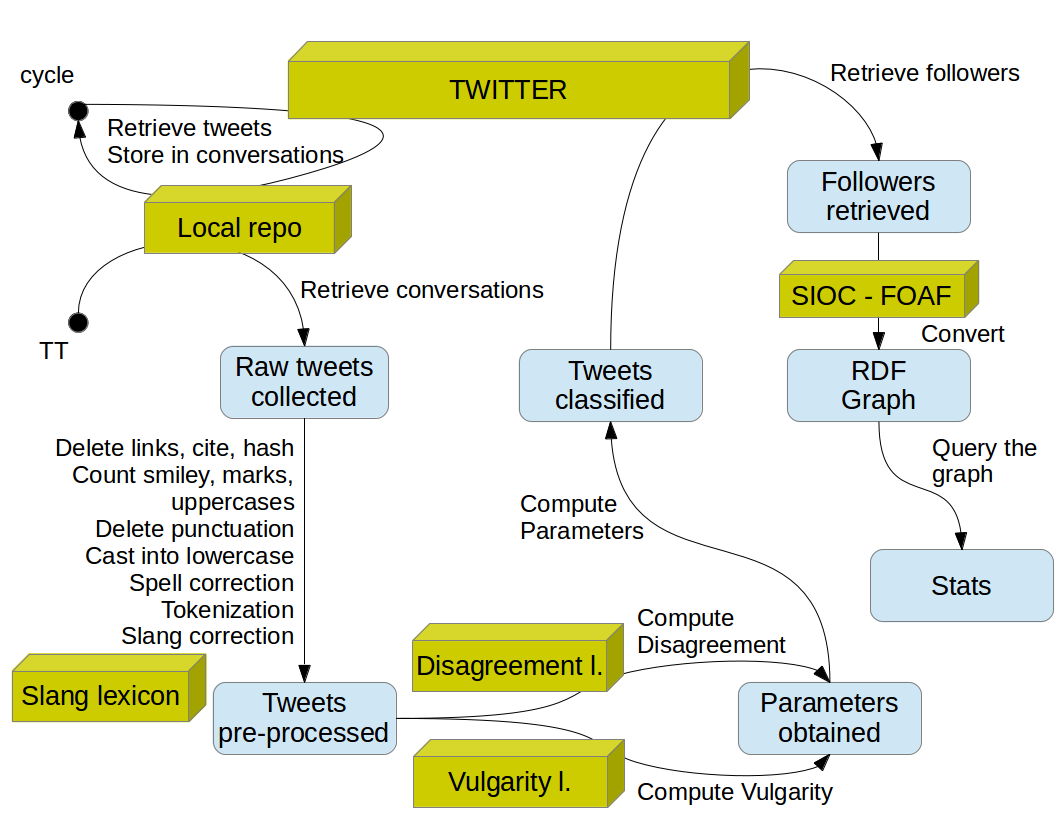 cycle
TWITTER
Retrieve followers
Retrieve tweets
Store in conversations
Followers
retrieved
Local repo
Retrieve conversations
SIOC - FOAF
Convert
TT
Raw tweets
collected
Tweets
classified
RDF
Graph
Delete links, cite, hash
Count smiley, marks,
uppercases
Delete punctuation
Cast into lowercase
Spell correction
Tokenization
Slang correction
Query the
graph
Compute
Parameters
Stats
Compute
Disagreement
Disagreement l.
Slang lexicon
Tweets
pre-processed
Parameters
obtained
Vulgarity l.
Compute Vulgarity